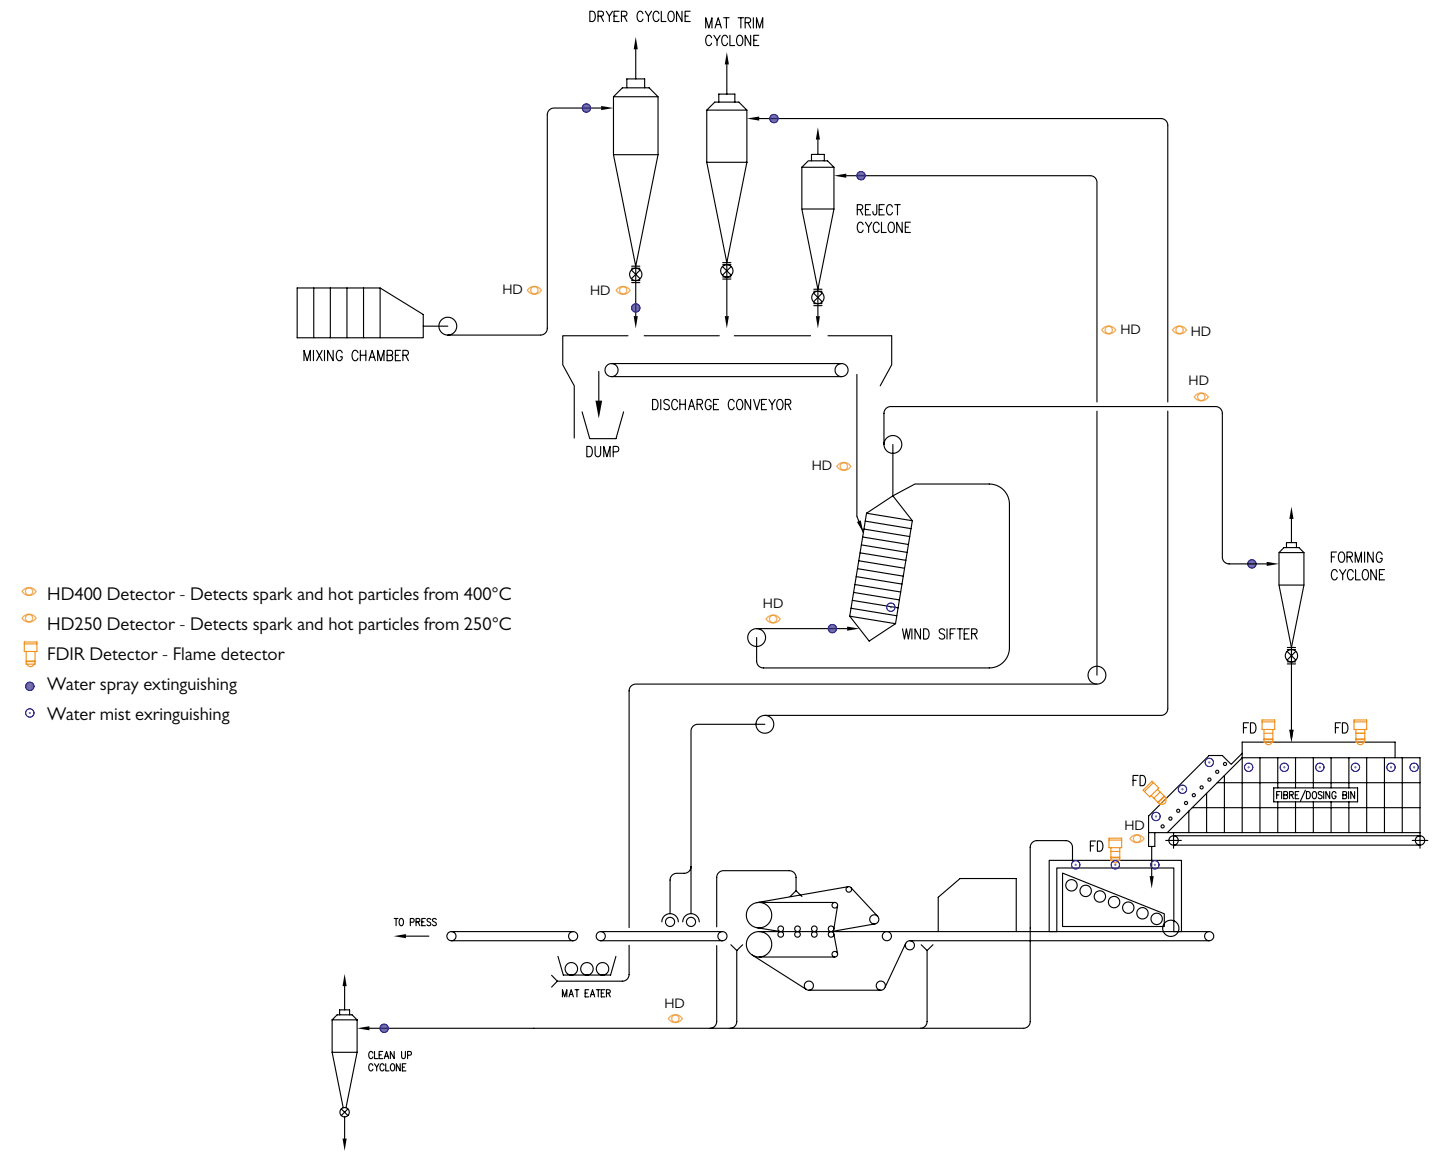 DRYER CYCLONE
MAT TRIM
CYCLONE
REJECT
CYCLONE
HD
HD
MIXING CHAMBER
HD
HD
HD
DISCHARGE CONVEYOR
DUMP
HD
FORMING
CYCLONE
HD400 Detector - Detects spark and hot particles from 400°C
HD250 Detector - Detects spark and hot particles from 250°C
FDIR Detector - Flame detector
Water spray extinguishing
Water mist exringuishing
HD
WIND SIFTER
FD
FD
FD
FIBRE/DOSING BIN
HD
FD
TO PRESS
MAT EATER
HD
CLEAN UP
CYCLONE